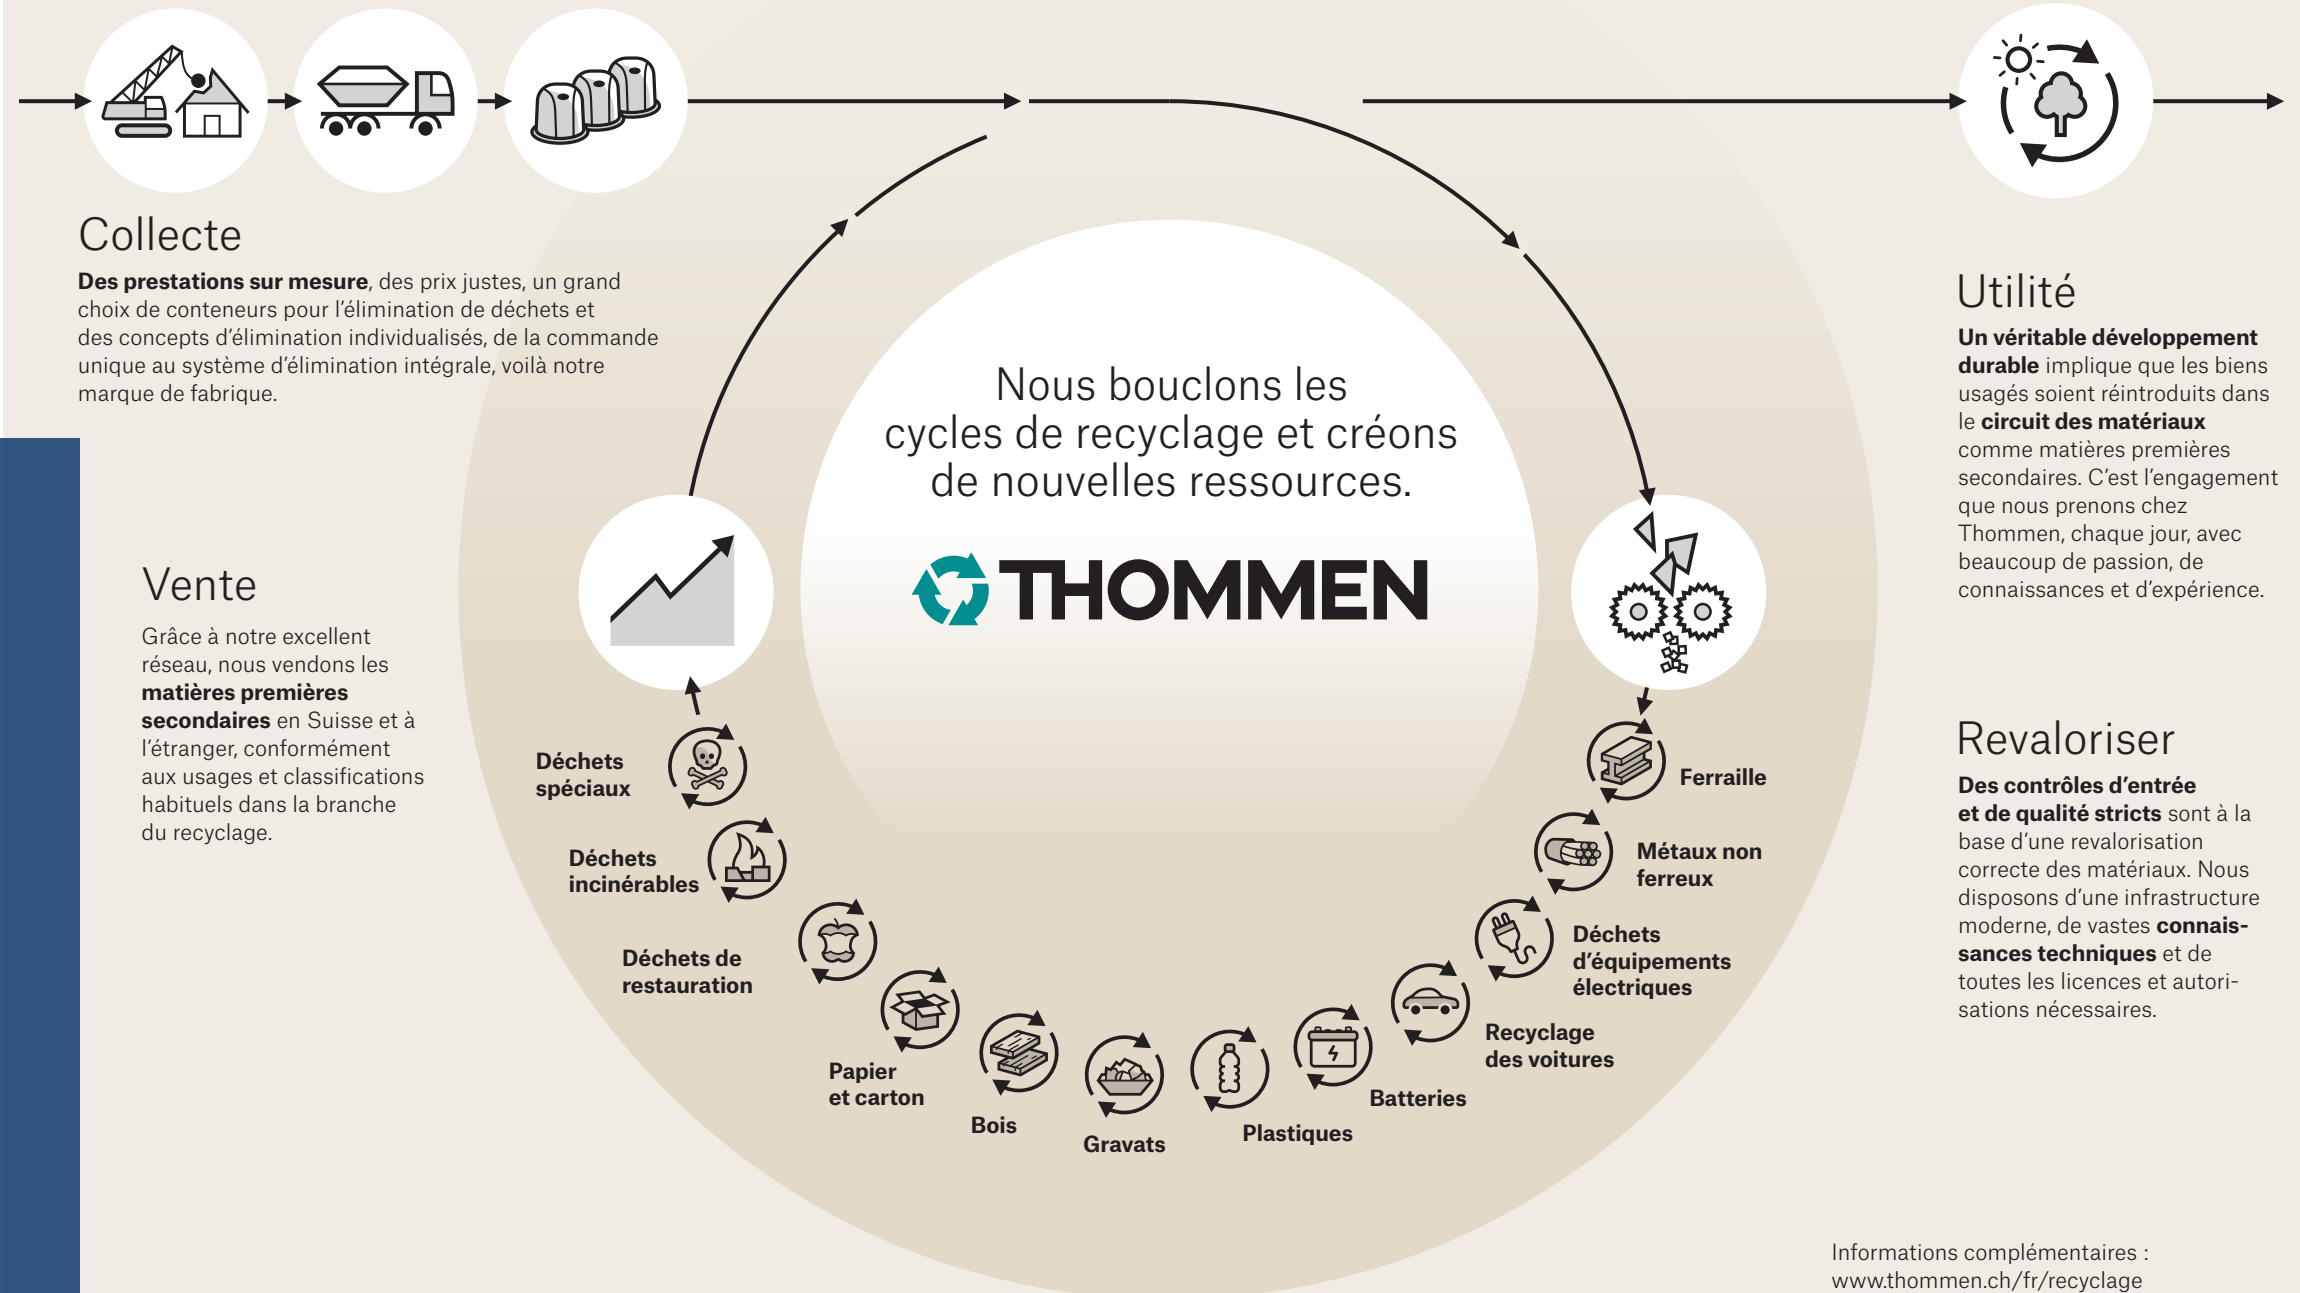 Collecte
Des prestations sur mesure, des prix justes, un grand
choix de conteneurs pour l'élimination de déchets et
des concepts d'élimination individualisés, de la commande
unique au système d'élimination intégrale, voilà notre
marque de fabrique.
Vente
Grâce à notre excellent
réseau, nous vendons les
matières premières
secondaires en Suisse et à
l'étranger, conformément
aux usages et classifications
habituels dans la branche
du recyclage.
Nous bouclons les
cycles de recyclage et créons
de nouvelles ressources.
THOMMEN
Déchets
spéciaux
Déchets
incinérables
Déchets de
restauration
Papier
et carton
Bois
Gravats
Plastiques
Batteries
Recyclage
des voitures
Déchets
d'équipements
électriques
Métaux non
ferreux
Ferraille
Utilité
Un véritable développement
durable implique que les biens
usagés soient réintroduits dans
le circuit des matériaux
comme matières premières
secondaires. C'est l'engagement
que nous prenons chez
Thommen, chaque jour, avec
beaucoup de passion, de
connaissances et d'expérience.
Revaloriser
Des contrôles d'entrée
et de qualité stricts sont à la
base d'une revalorisation
correcte des matériaux. Nous
disposons d'une infrastructure
moderne, de vastes connais-
sances techniques et de
toutes les licences et autori-
sations nécessaires.
Informations complémentaires :
www.thommen.ch/fr/recyclage